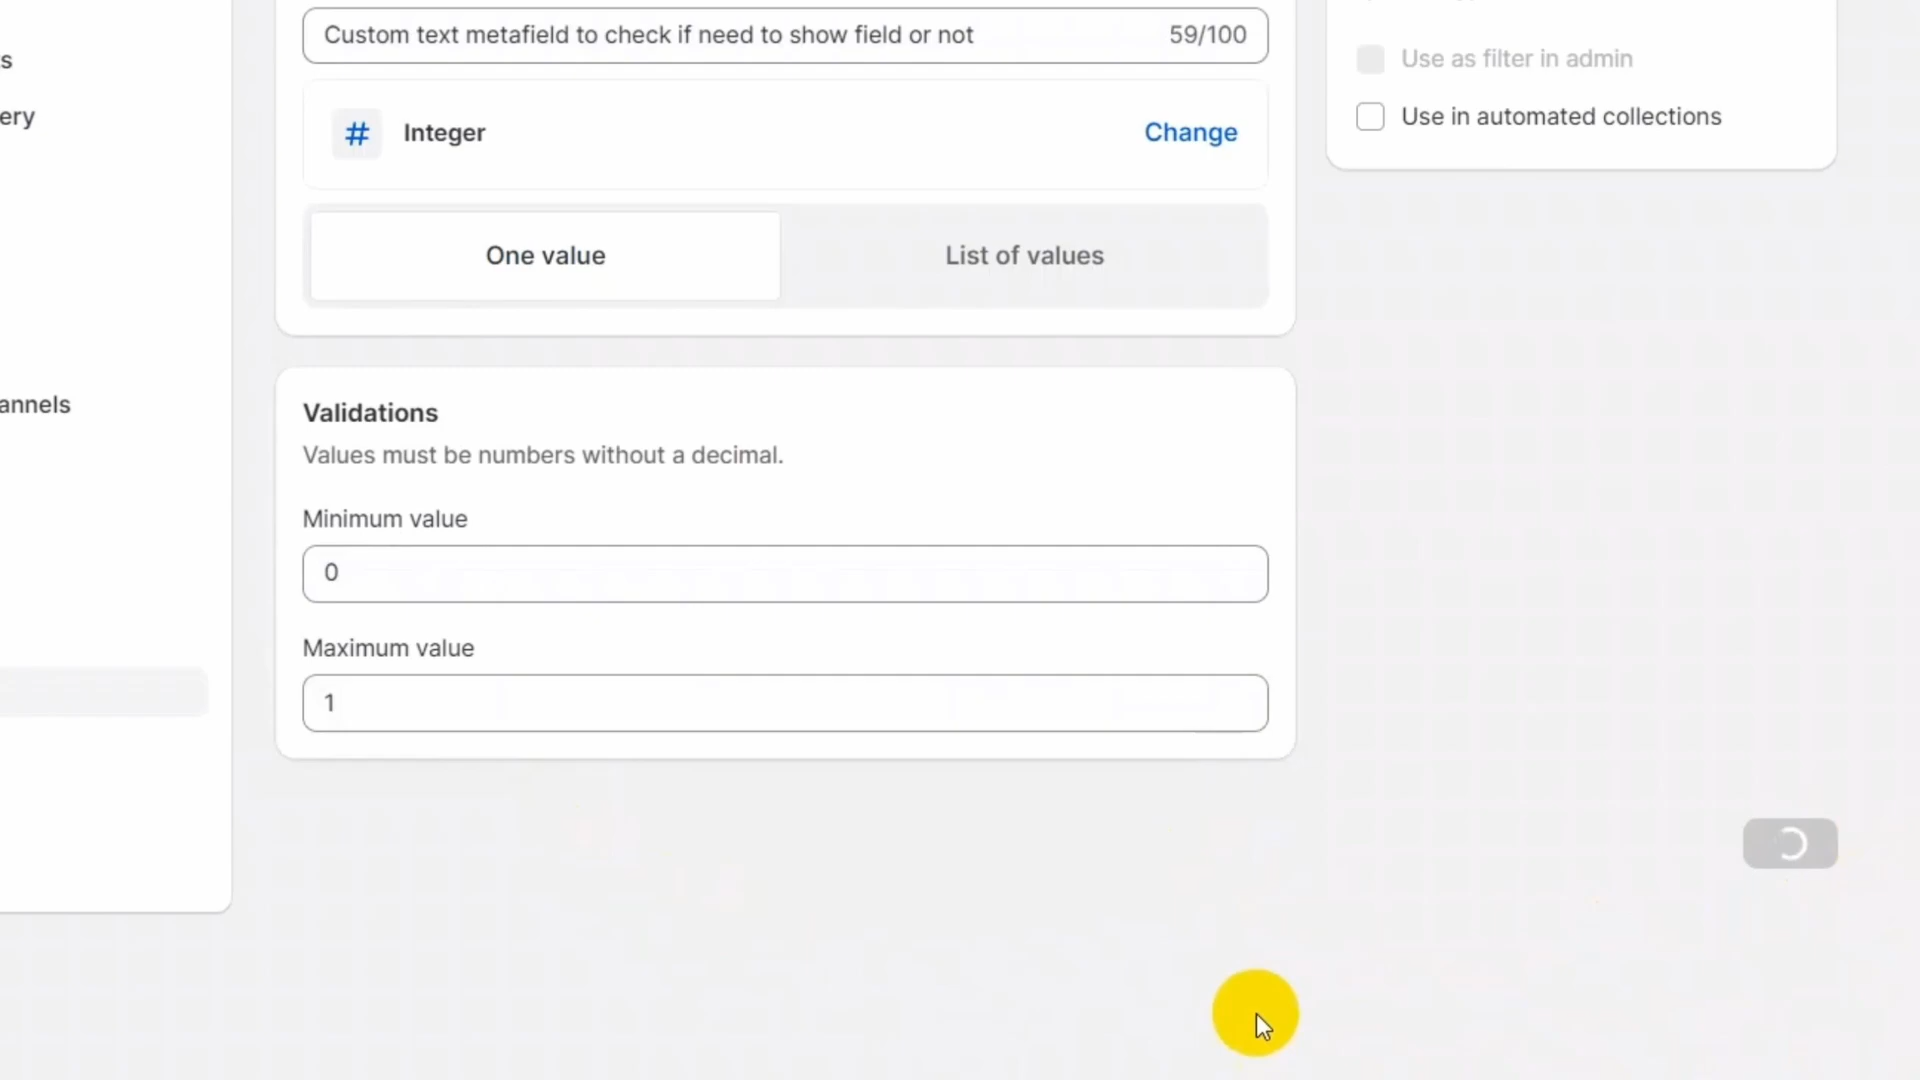 s
ery
annels
Custom text metafield to check if need to show field or not 59/100
# Integer Change
One value List of values
Validations
Values must be numbers without a decimal.
Minimum value
0
Maximum value
1
Use as filter in admin
Use in automated collections